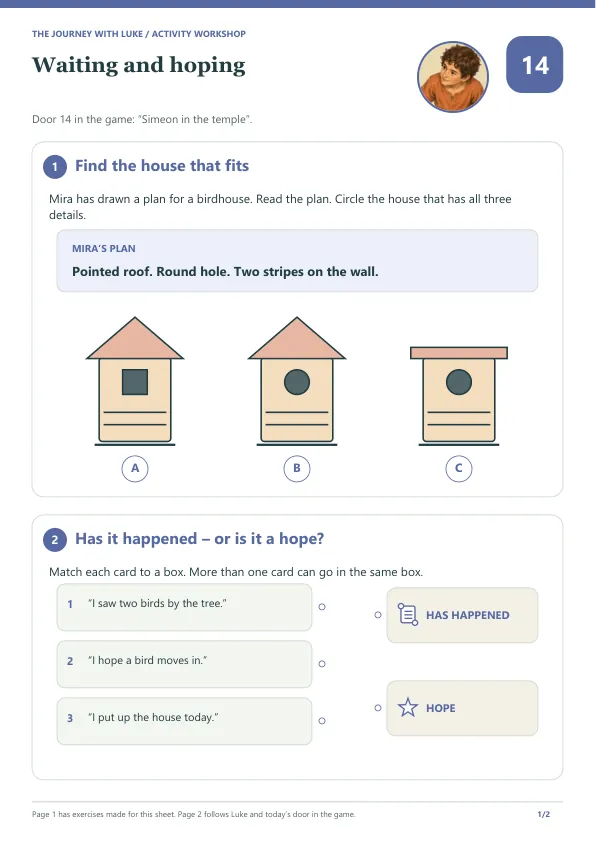 THE JOURNEY WITH LUKE / ACTIVITY WORKSHOP
Waiting and hoping
14
Door 14 in the game: “Simeon in the temple”.
1 Find the house that fits
Mira has drawn a plan for a birdhouse. Read the plan. Circle the house that has all three
details.
MIRA’S PLAN
Pointed roof. Round hole. Two stripes on the wall.
A B C
2 Has it happened – or is it a hope?
Match each card to a box. More than one card can go in the same box.
1 “I saw two birds by the tree.”
HAS HAPPENED
2 “I hope a bird moves in.”
HOPE
3 “I put up the house today.”
Page 1 has exercises made for this sheet. Page 2 follows Luke and today’s door in the game.
1/2